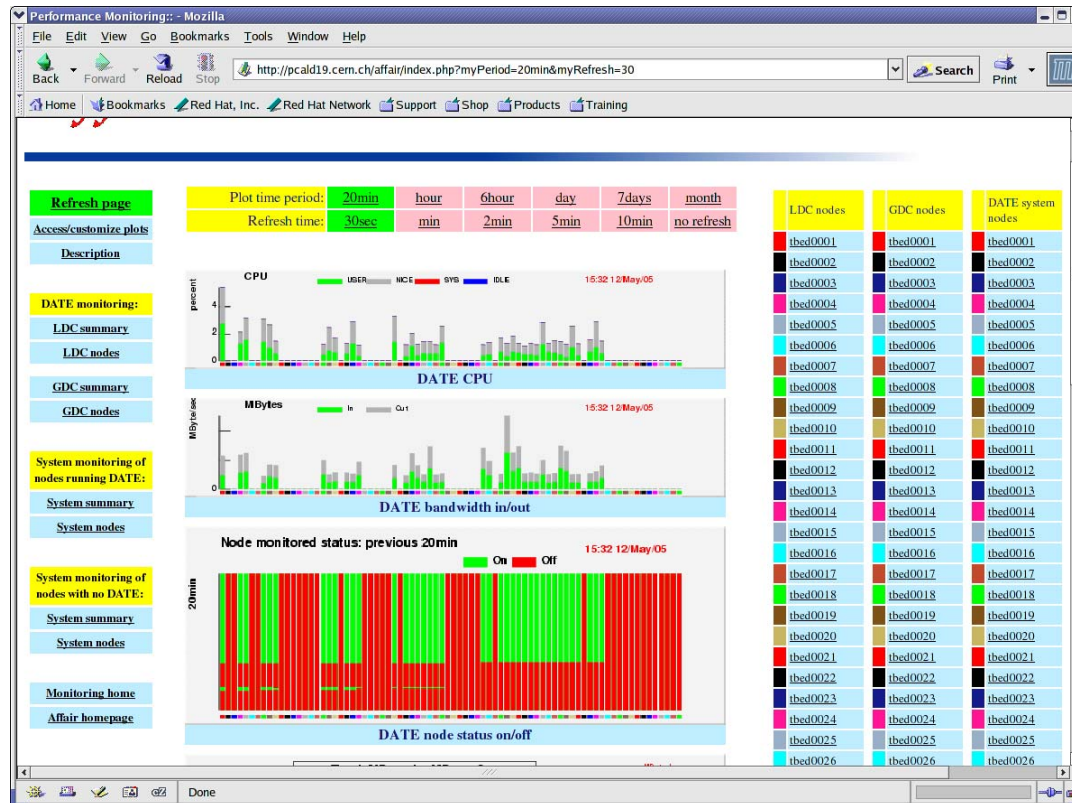 Performance Monitoring:: - Mozilla
File Edit View Go Bookmarks Tools Window Help
Back Forward Reload Stop http://pcald19.cern.ch/affair/index.php?myPeriod=20min&myRefresh=30 Search Print
Home Bookmarks Red Hat, Inc. Red Hat Network Support Shop Products Training
Refresh page
Access/customize plots
Description
DATE monitoring:
LDC summary
LDC nodes
GDC summary
GDC nodes
System monitoring of
nodes running DATE:
System summary
System nodes
System monitoring of
nodes with no DATE:
System summary
System nodes
Monitoring home
Affair homepage
Plot time period: 20min hour 6hour day 7days month
Refresh time: 30sec min 2min 5min 10min no refresh
CPU USER NICE SYS IDLE 15:32 12/May/05
percent
4
2
0
DATE CPU
MBytes In Out 15:32 12/May/05
MByte/sec
0
DATE bandwidth in/out
Node monitored status: previous 20min
On Off 15:32 12/May/05
20min
DATE node status on/off
LDC nodes GDC nodes DATE system
nodes
tbed0001 tbed0001 tbed0001
tbed0002 tbed0002 tbed0002
tbed0003 tbed0003 tbed0003
tbed0004 tbed0004 tbed0004
tbed0005 tbed0005 tbed0005
tbed0006 tbed0006 tbed0006
tbed0007 tbed0007 tbed0007
tbed0008 tbed0008 tbed0008
tbed0009 tbed0009 tbed0009
tbed0010 tbed0010 tbed0010
tbed0011 tbed0011 tbed0011
tbed0012 tbed0012 tbed0012
tbed0013 tbed0013 tbed0013
tbed0014 tbed0014 tbed0014
tbed0015 tbed0015 tbed0015
tbed0016 tbed0016 tbed0016
tbed0017 tbed0017 tbed0017
tbed0018 tbed0018 tbed0018
tbed0019 tbed0019 tbed0019
tbed0020 tbed0020 tbed0020
tbed0021 tbed0021 tbed0021
tbed0022 tbed0022 tbed0022
tbed0023 tbed0023 tbed0023
tbed0024 tbed0024 tbed0024
tbed0025 tbed0025 tbed0025
tbed0026 tbed0026 tbed0026
Done